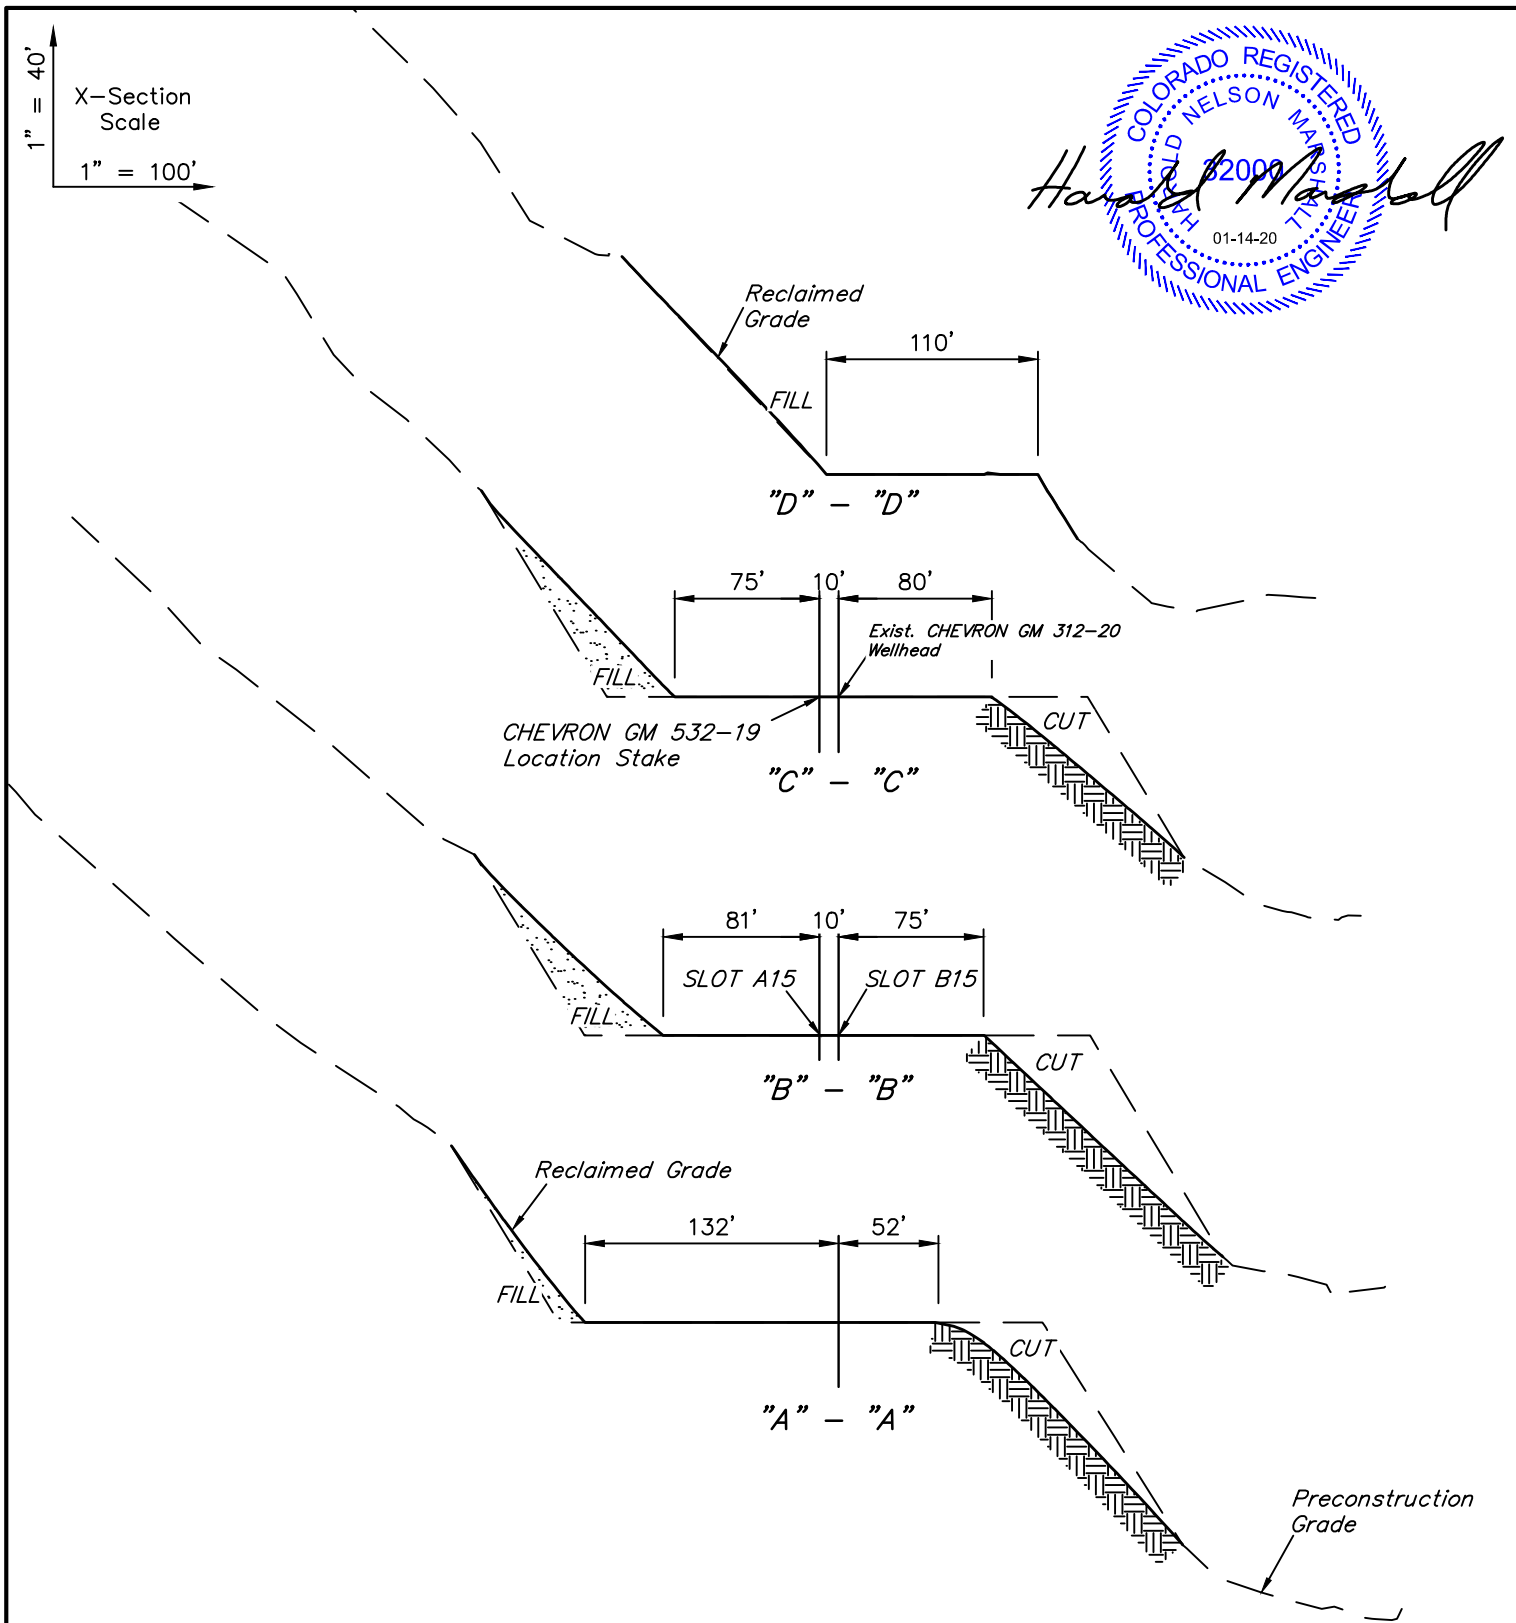 1" = 40'
X-Section
Scale
1" = 100'
COLORADO REGISTERED
HAROLD NELSON MARSHALL
32000
01-14-20
PROFESSIONAL ENGINEER
Harold Marshall
Reclaimed
Grade
110'
FILL
"D" - "D"
75' 10' 80'
Exist. CHEVRON GM 312-20
Wellhead
FILL
CUT
CHEVRON GM 532-19
Location Stake
"C" - "C"
81' 10' 75'
SLOT A15 SLOT B15
FILL
CUT
"B" - "B"
Reclaimed Grade
132' 52'
FILL
CUT
"A" - "A"
Preconstruction
Grade